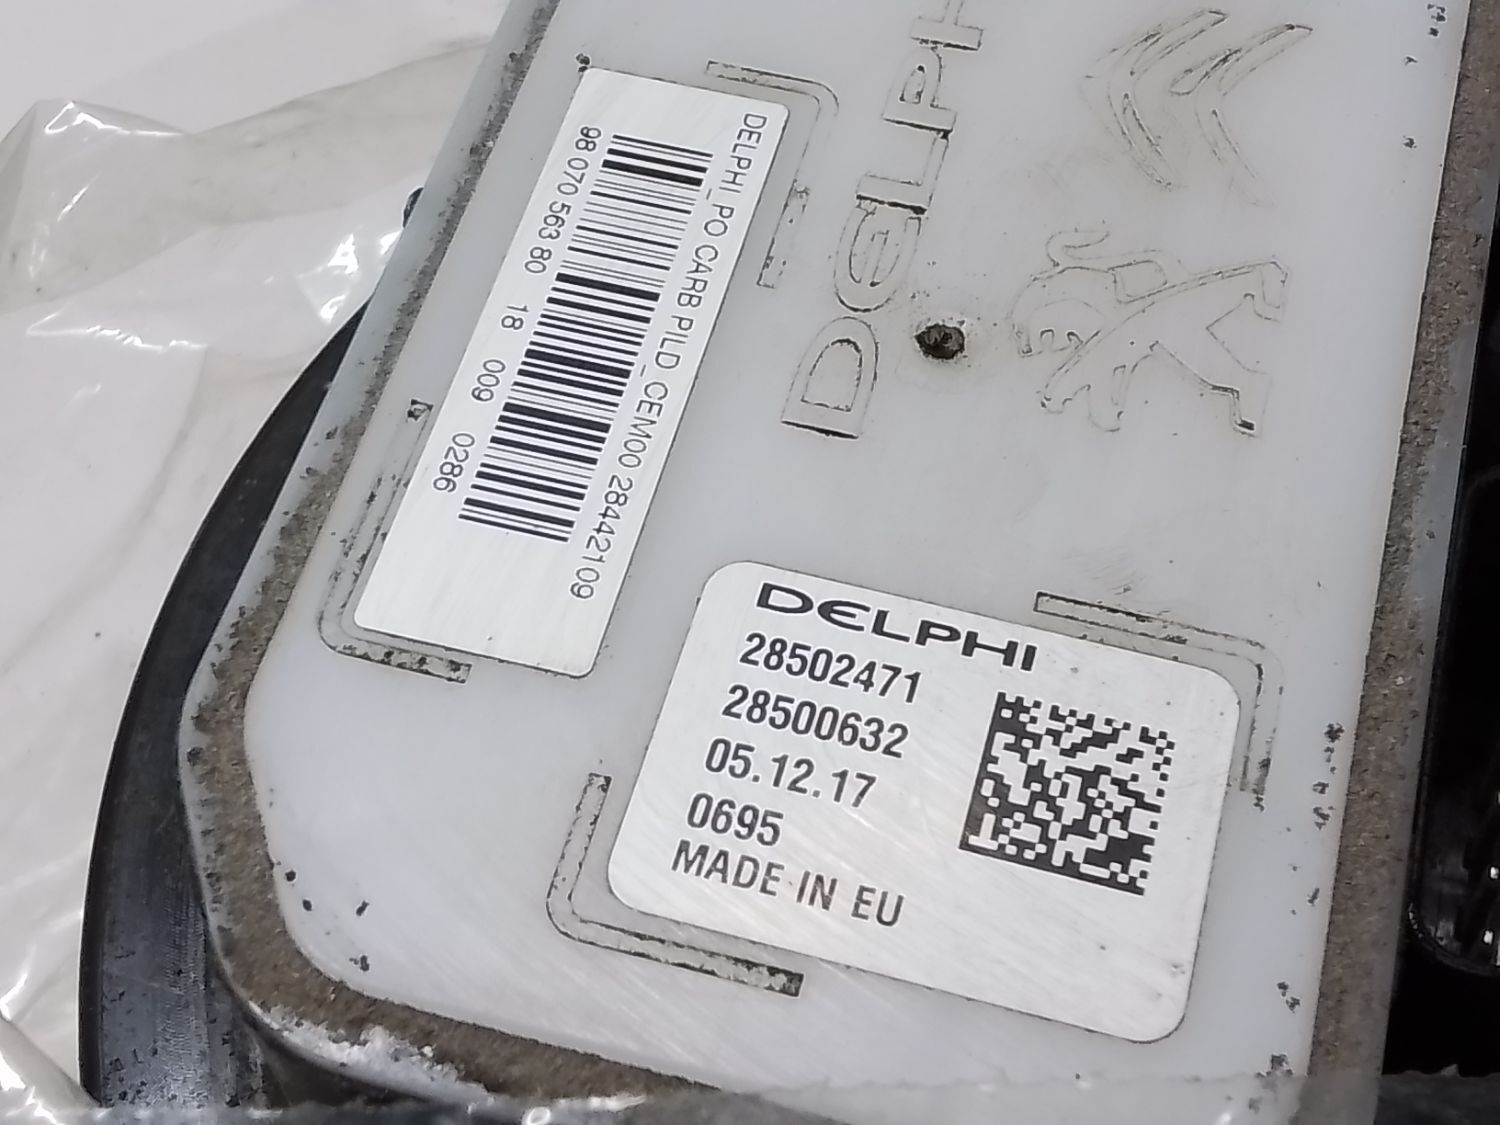 DELPHI_PO CARB PILD_CEM00 28442109
98 070 563 80 18 009 0286
DELPHI
DELPHI
28502471
28500632
05.12.17
0695
MADE IN EU